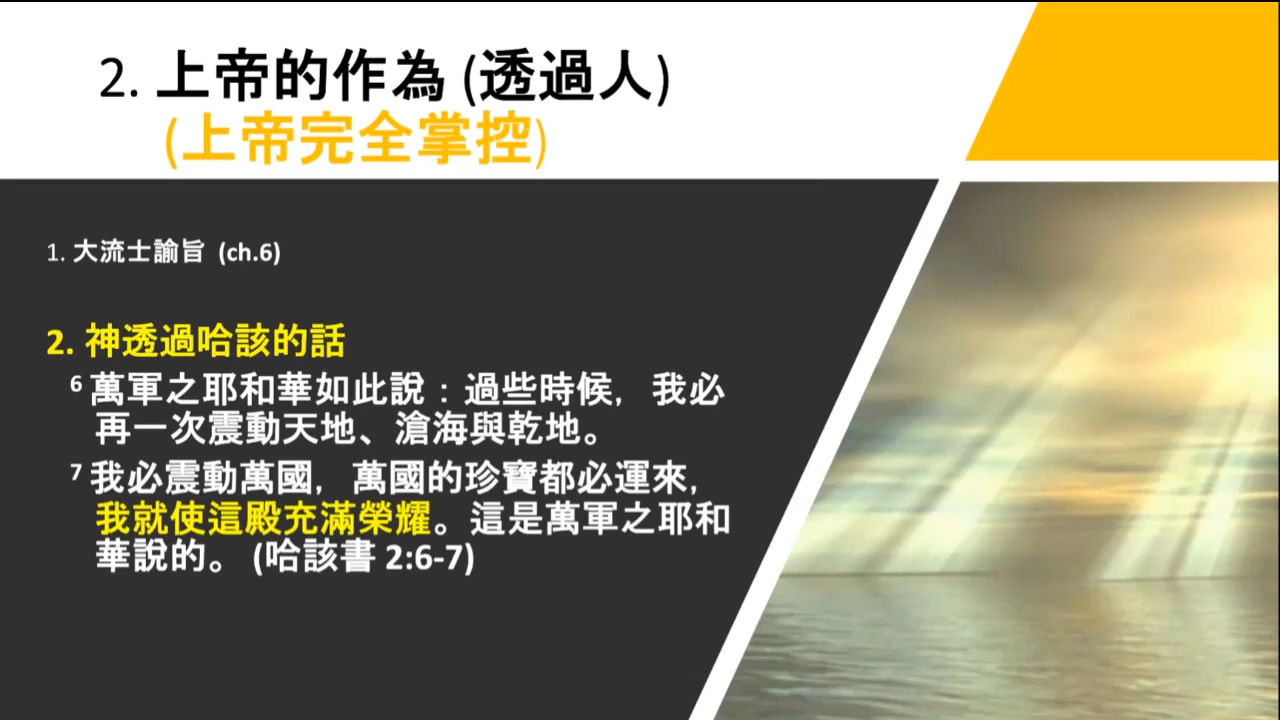 2. 上帝的作為 (透過人)
(上帝完全掌控)
1. 大流士諭旨 (ch.6)
2. 神透過哈該的話
6 萬軍之耶和華如此說：過些時候, 我必
再一次震動天地、滄海與乾地。
7 我必震動萬國, 萬國的珍寶都必運來,
我就使這殿充滿榮耀。這是萬軍之耶和
華說的。 (哈該書 2:6-7)